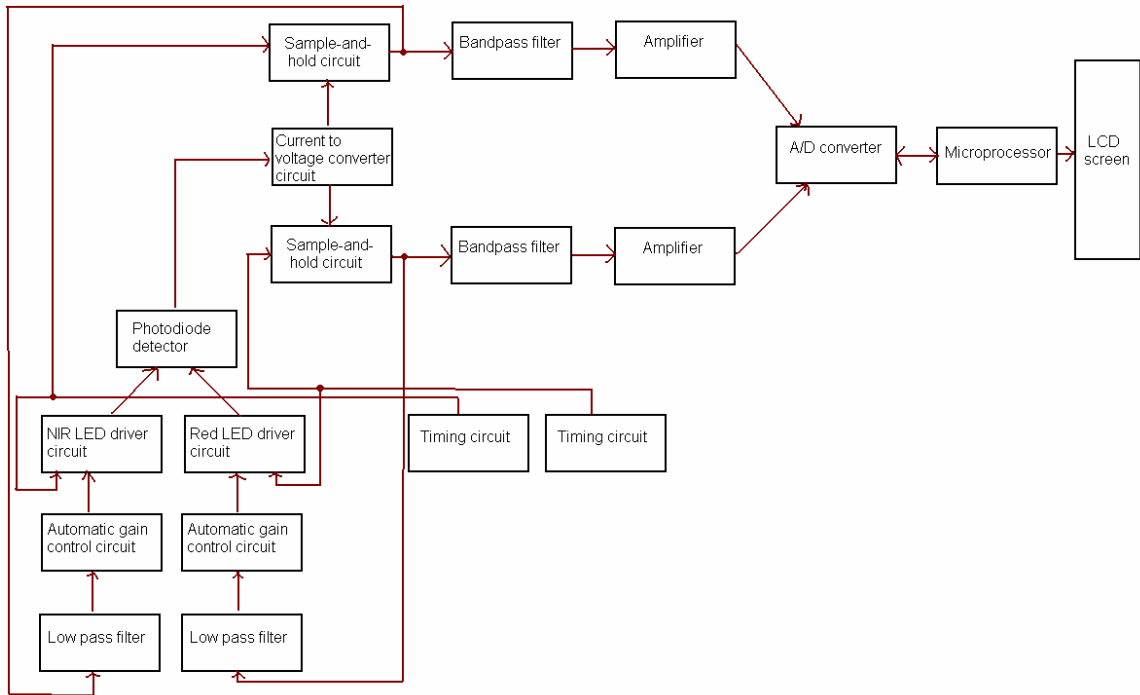 Sample-and-
hold circuit
Bandpass filter
Amplifier
Current to
voltage converter
circuit
A/D converter
Microprocessor
LCD
screen
Sample-and-
hold circuit
Bandpass filter
Amplifier
Photodiode
detector
NIR LED driver
circuit
Red LED driver
circuit
Timing circuit
Timing circuit
Automatic gain
control circuit
Automatic gain
control circuit
Low pass filter
Low pass filter